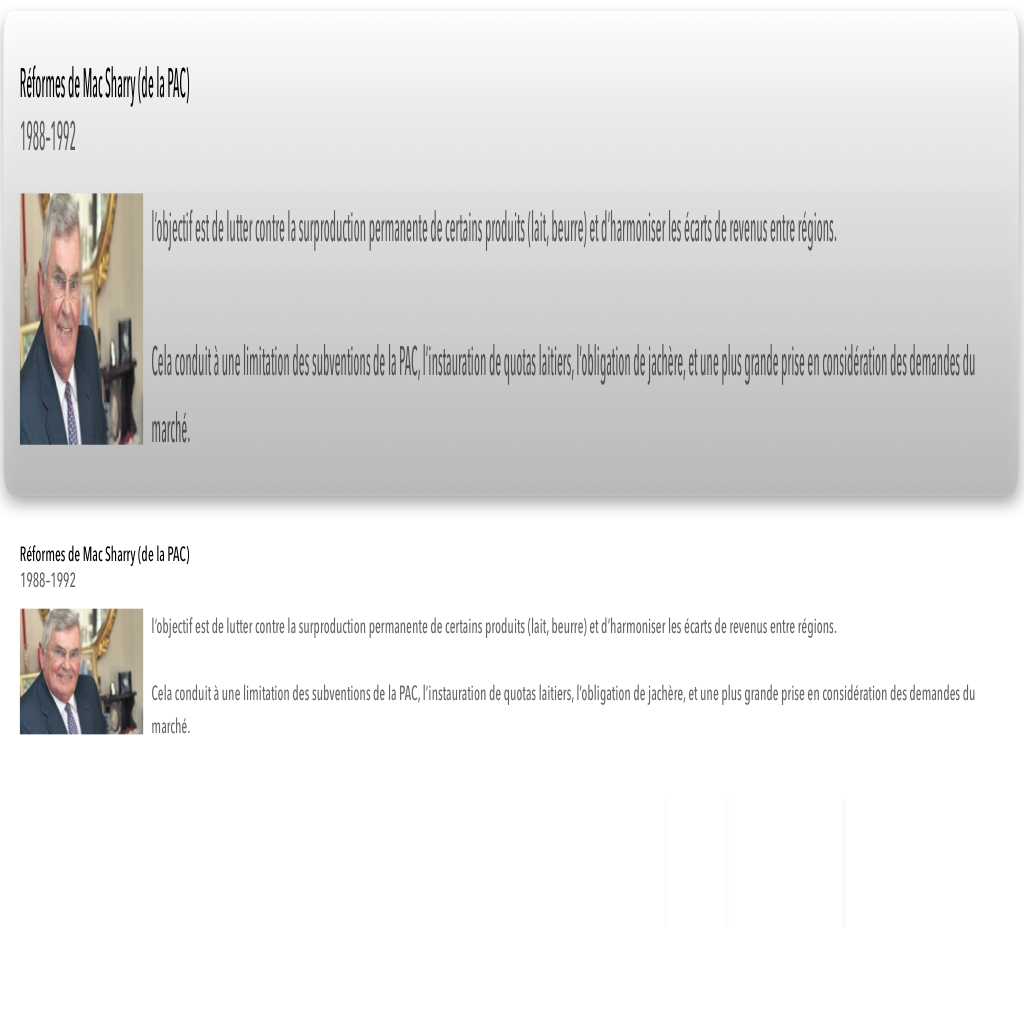 Réformes de Mac Sharry (de la PAC)
1988-1992
l'objectif est de lutter contre la surproduction permanente de certains produits (lait, beurre) et d'harmoniser les écarts de revenus entre régions.
Cela conduit à une limitation des subventions de la PAC, l'instauration de quotas laitiers, l'obligation de jachère, et une plus grande prise en considération des demandes du
marché.
Réformes de Mac Sharry (de la PAC)
1988-1992
l'objectif est de lutter contre la surproduction permanente de certains produits (lait, beurre) et d'harmoniser les écarts de revenus entre régions.
Cela conduit à une limitation des subventions de la PAC, l'instauration de quotas laitiers, l'obligation de jachère, et une plus grande prise en considération des demandes du
marché.